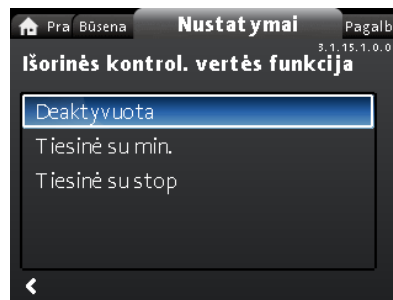 Pra Būsena Nustatymai Pagalb
3.1.15.1.0.0
Išorinės kontrol. vertės funkcija
Deaktyvuota
Tiesinė su min.
Tiesinė su stop